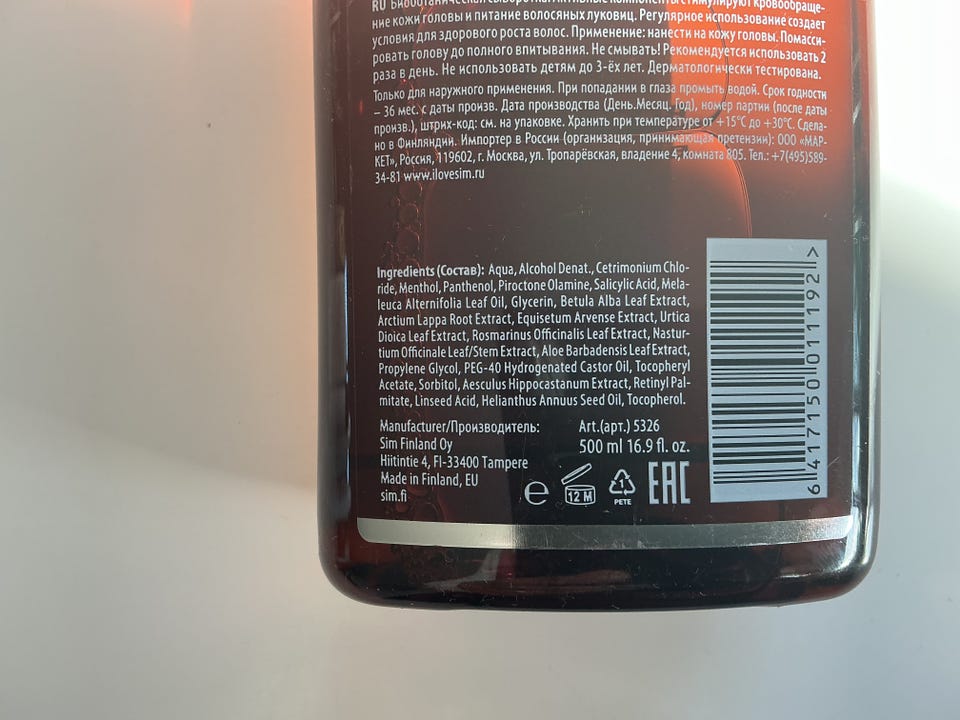 RU Биоботаническая сыворотка. Активные компоненты стимулируют кровообраще-
ние кожи головы и питание волосяных луковиц. Регулярное использование создает
условия для здорового роста волос. Применение: нанести на кожу головы. Помасси-
ровать голову до полного впитывания. Не смывать! Рекомендуется использовать 2
раза в день. Не использовать детям до 3-ёх лет. Дерматологически тестирована.
Только для наружного применения. При попадании в глаза промыть водой. Срок годности
– 36 мес. с даты произв. Дата производства (День.Месяц. Год), номер партии (после даты
произв.), штрих-код: см. на упаковке. Хранить при температуре от +15°С до +30°С. Сдела-
но в Финляндии. Импортер в России (организация, принимающая претензии): ООО «МАР-
КЕТ», Россия, 119602, г. Москва, ул. Тропарёвская, владение 4, комната 805. Тел.: +7(495)589-
34-81 www.ilovesim.ru
Ingredients (Состав): Aqua, Alcohol Denat., Cetrimonium Chlo-
ride, Menthol, Panthenol, Piroctone Olamine, Salicylic Acid, Mela-
leuca Alternifolia Leaf Oil, Glycerin, Betula Alba Leaf Extract,
Arctium Lappa Root Extract, Equisetum Arvense Extract, Urtica
Dioica Leaf Extract, Rosmarinus Officinalis Leaf Extract, Nastur-
tium Officinale Leaf/Stem Extract, Aloe Barbadensis Leaf Extract,
Propylene Glycol, PEG-40 Hydrogenated Castor Oil, Tocopheryl
Acetate, Sorbitol, Aesculus Hippocastanum Extract, Retinyl Pal-
mitate, Linseed Acid, Helianthus Annuus Seed Oil, Tocopherol.
Manufacturer/Производитель:
Sim Finland Oy
Hiitintie 4, FI-33400 Tampere
Made in Finland, EU
sim.fi
Art.(арт.) 5326
500 ml 16.9 fl. oz.
e 12 M 1 PETE EAC
6 417150 011192 >